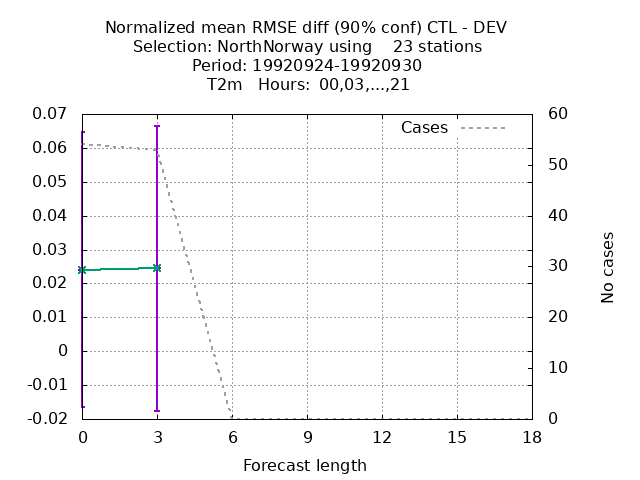 Normalized mean RMSE diff (90% conf) CTL - DEV
Selection: NorthNorway using    23 stations
Period: 19920924-19920930
T2m   Hours:  00,03,...,21
Cases
0.07
0.06
0.05
0.04
0.03
0.02
0.01
0
-0.01
-0.02
60
50
40
30
20
10
0
No cases
0 3 6 9 12 15 18
Forecast length